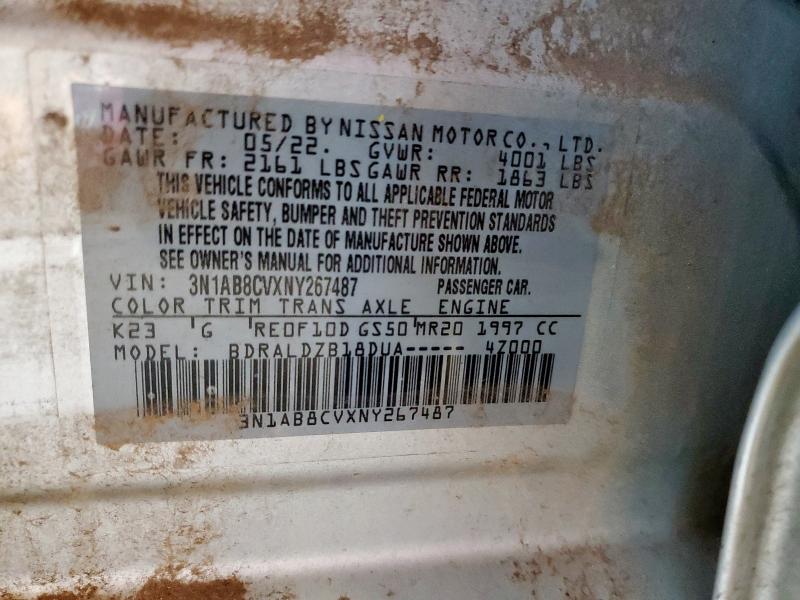 MANUFACTURED BY NISSAN MOTOR CO., LTD.
DATE: 05/22. GVWR: 4001 LBS
GAWR FR: 2161 LBS GAWR RR: 1863 LBS
THIS VEHICLE CONFORMS TO ALL APPLICABLE FEDERAL MOTOR
VEHICLE SAFETY, BUMPER AND THEFT PREVENTION STANDARDS
IN EFFECT ON THE DATE OF MANUFACTURE SHOWN ABOVE.
SEE OWNER'S MANUAL FOR ADDITIONAL INFORMATION.
VIN: 3N1AB8CVXNY267487 PASSENGER CAR.
COLOR TRIM TRANS AXLE ENGINE
K23 'G 'RE0F10D GS50'MR20 1997 CC
MODEL: BDRALDZB18DUA----- 4Z000
3N1AB8CVXNY267487